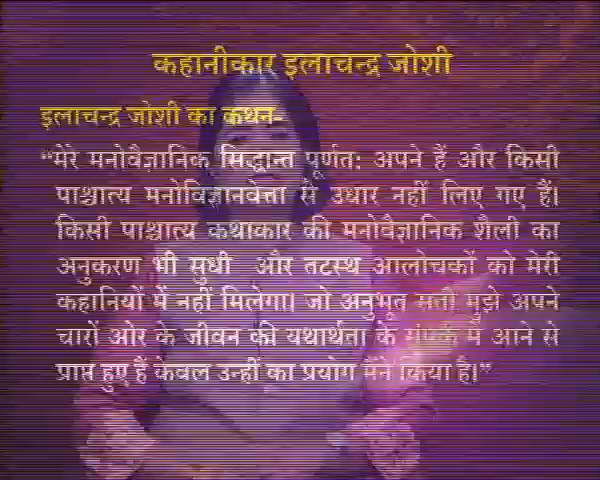 कहानीकार इलाचन्द्र जोशी
इलाचन्द्र जोशी का कथन-
“मेरे मनोवैज्ञानिक सिद्धान्त पूर्णतः अपने हैं और किसी
पाश्चात्य मनोविज्ञानवेत्ता से उधार नहीं लिए गए हैं।
किसी पाश्चात्य कथाकार की मनोवैज्ञानिक शैली का
अनुकरण भी सुधी और तटस्थ आलोचकों को मेरी
कहानियों में नहीं मिलेगा। जो अनुभूत सतौ मुझे अपने
चारों ओर के जीवन की यथार्थता के संपर्क में आने से
प्राप्त हुए हैं केवल उन्हीं का प्रयोग मैंने किया है।”